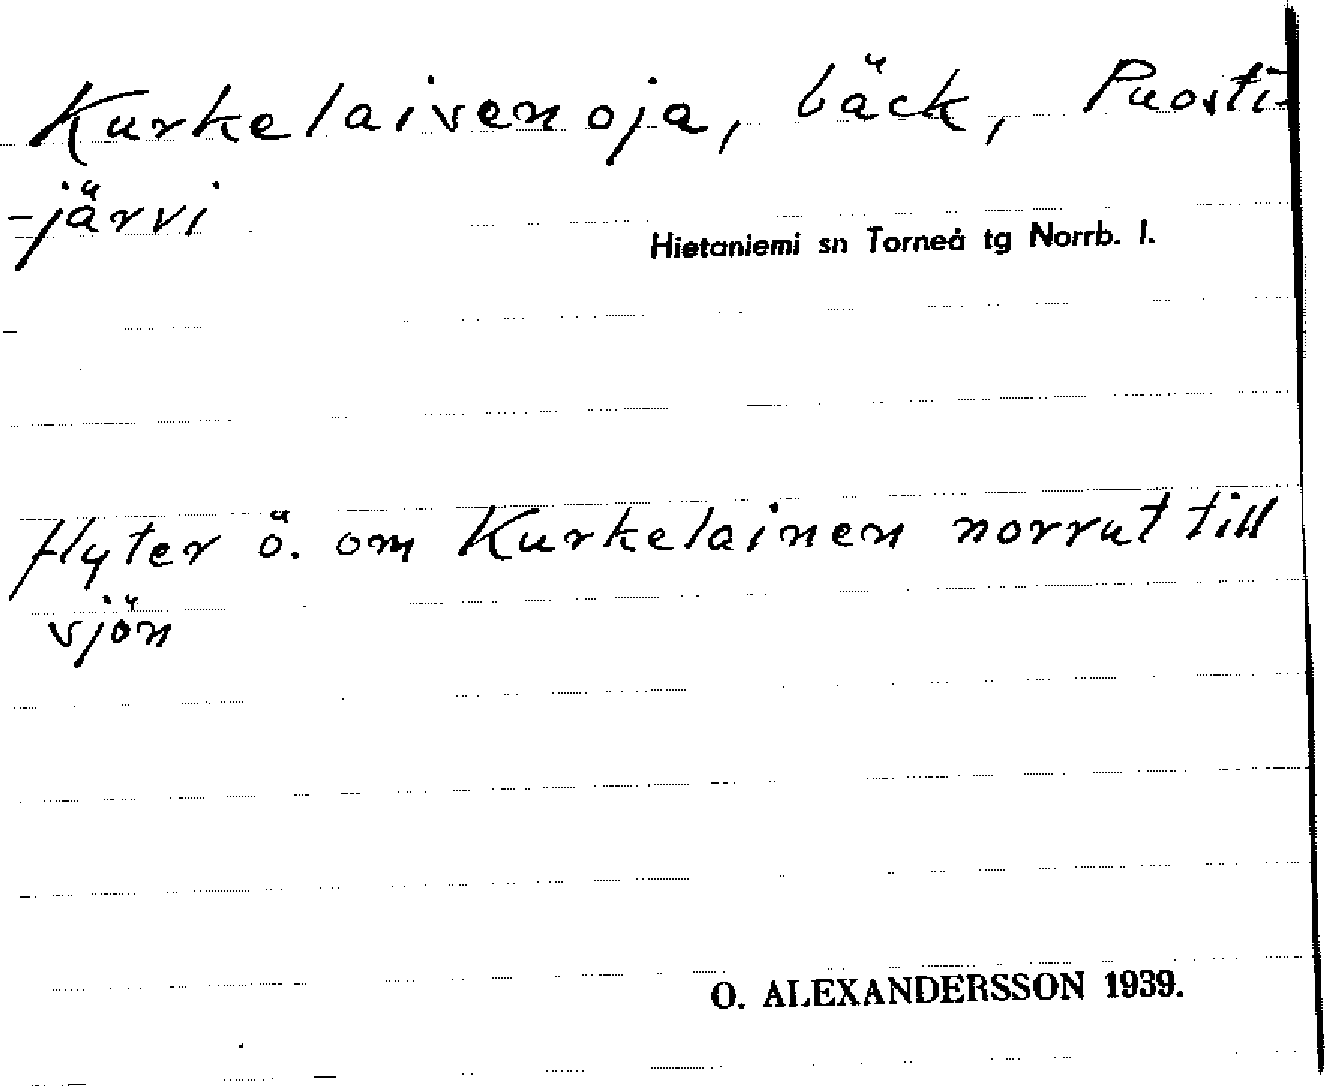 Kurkelaisenoja, bäck, Puosti-
-järvi
Hietaniemi sn Torneå tg Norrb. l.
flyter ö. om Kurkelainen norrut till
sjön
O. ALEXANDERSSON 1939.